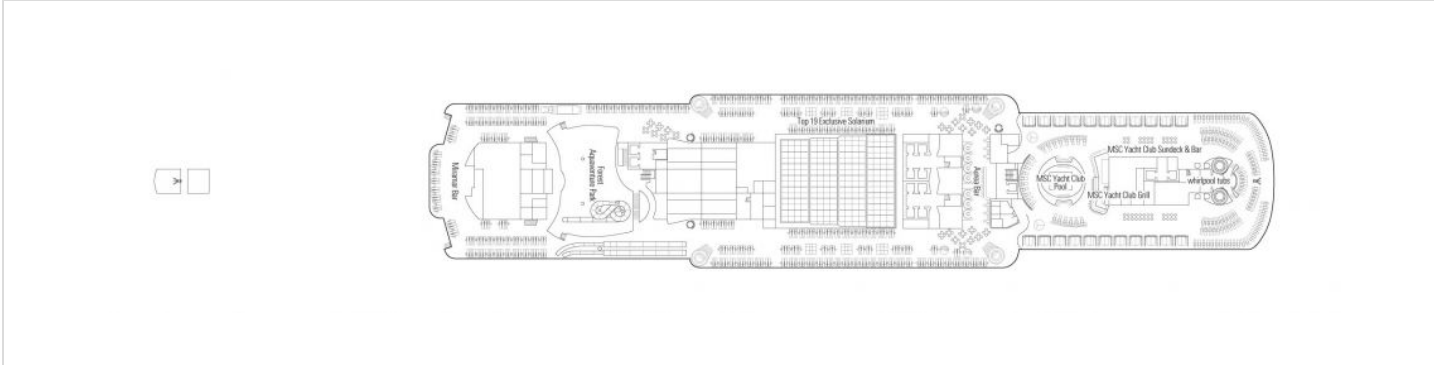 Miramar Bar
Forest
Aquaventure Park
Top 19 Exclusive Solarium
Aurea Bar
MSC Yacht Club Sundeck & Bar
MSC Yacht Club
Pool
MSC Yacht Club Grill
whirlpool tubs